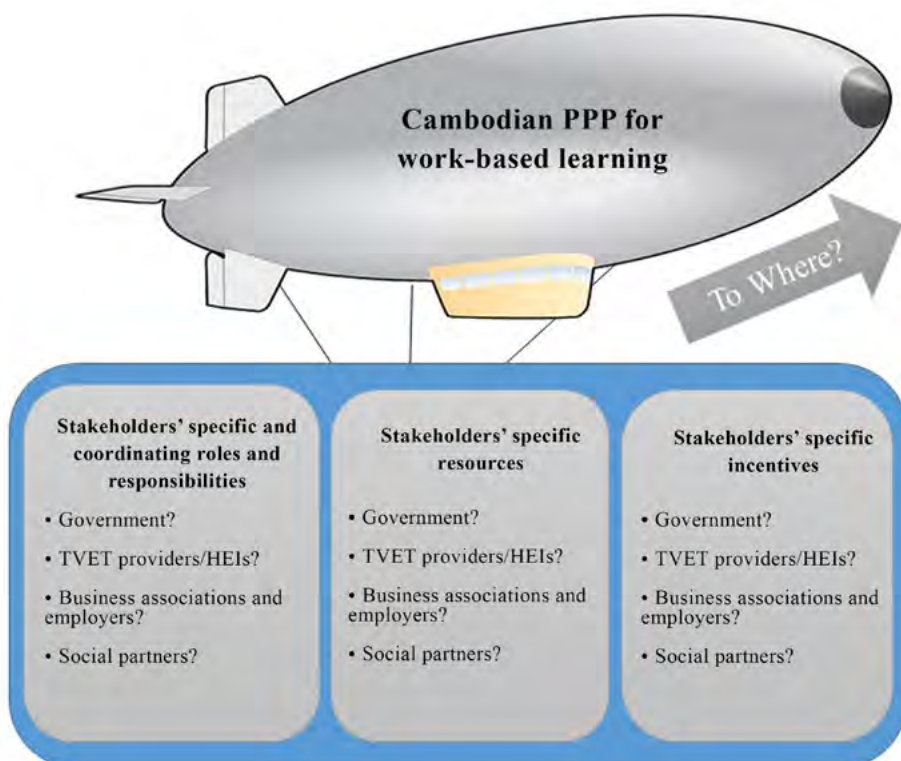 Cambodian PPP for
work-based learning
To Where?
Stakeholders' specific and
coordinating roles and
responsibilities
• Government?
• TVET providers/HEIs?
• Business associations and
employers?
• Social partners?
Stakeholders' specific
resources
• Government?
• TVET providers/HEIs?
• Business associations and
employers?
• Social partners?
Stakeholders' specific
incentives
• Government?
• TVET providers/HEIs?
• Business associations and
employers?
• Social partners?